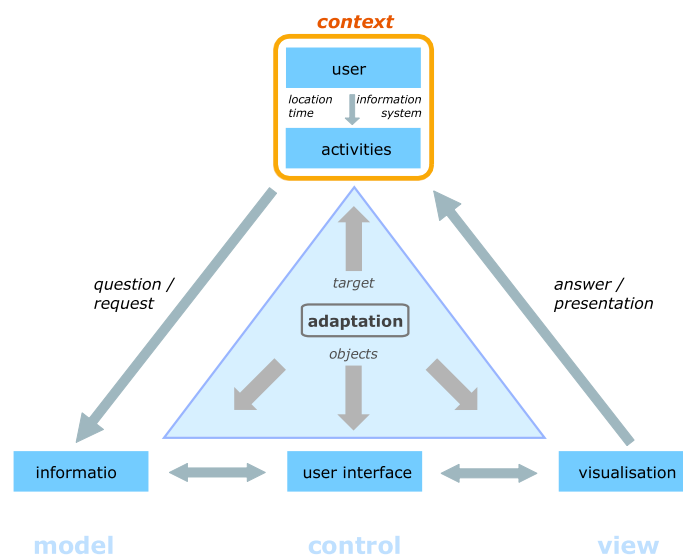 context
user
location information
time system
activities
question /
request
answer /
presentation
target
adaptation
objects
informatio
user interface
visualisation
model
control
view